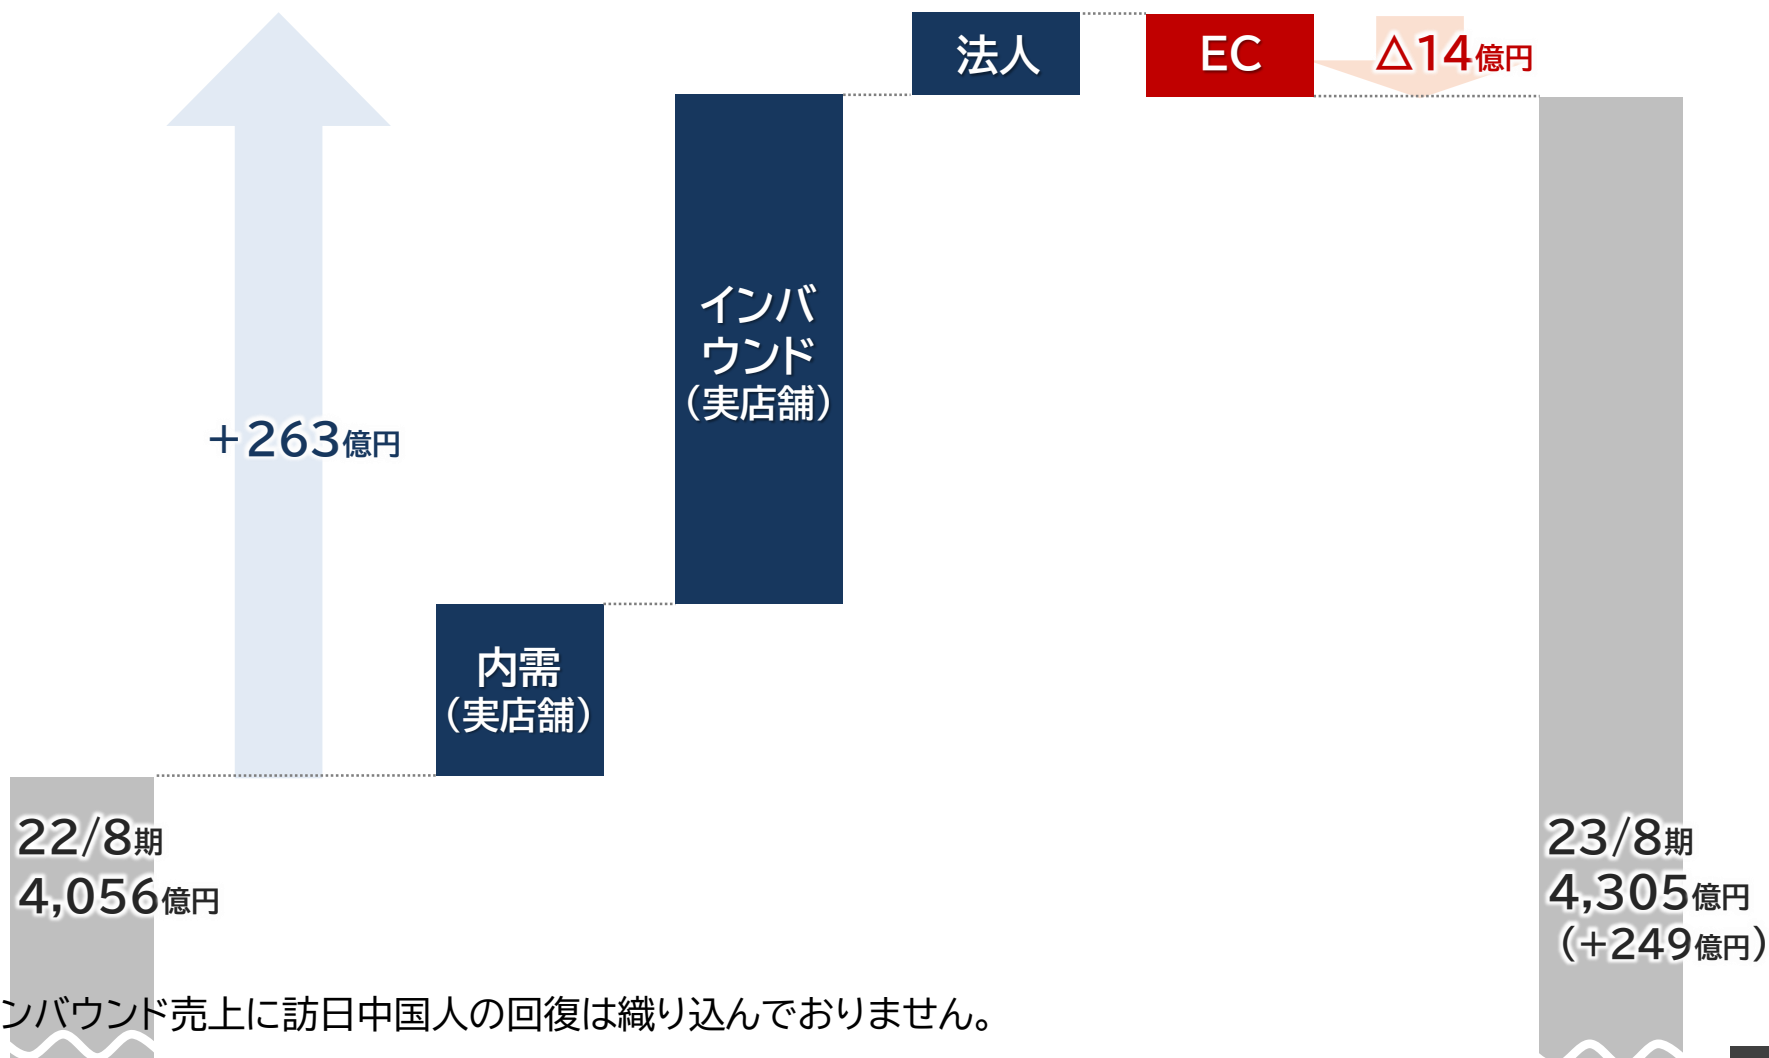 法人
EC
△14億円
インバ
ウンド
（実店舗）
+263億円
内需
（実店舗）
22/8期
4,056億円
23/8期
4,305億円
（+249億円）
ンバウンド売上に訪日中国人の回復は織り込んでおりません。